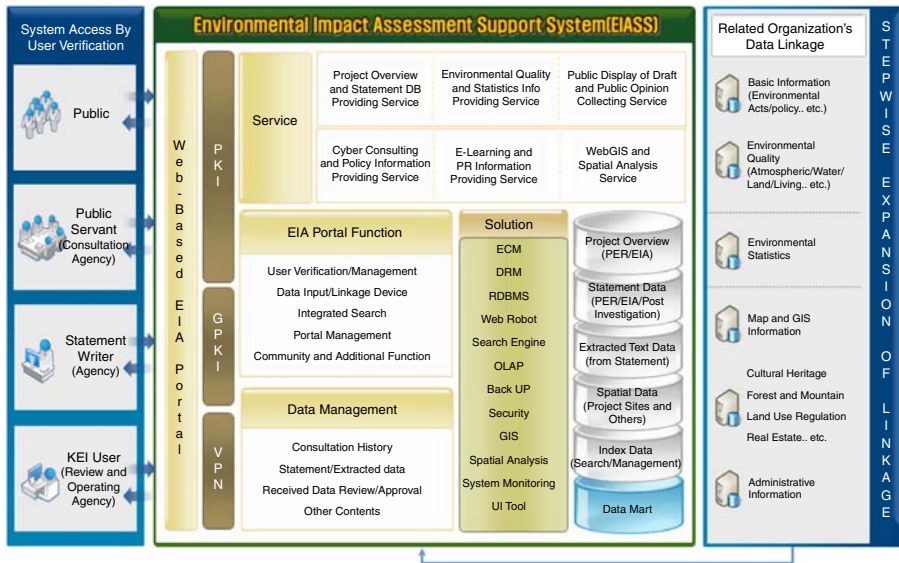 System Access By
User Verification
Public
Public
Servant
(Consultation
Agency)
Statement
Writer
(Agency)
KEI User
(Review and
Operating
Agency)
Environmental Impact Assessment Support System(EIASS)
Web-Based EIA Portal
PKI
GPKI
VPN
Service
Project Overview
and Statement DB
Providing Service
Environmental Quality
and Statistics Info
Providing Service
Public Display of Draft
and Public Opinion
Collecting Service
Cyber Consulting
and Policy Information
Providing Service
E-Learning and
PR Information
Providing Service
WebGIS and
Spatial Analysis
Service
EIA Portal Function
User Verification/Management
Data Input/Linkage Device
Integrated Search
Portal Management
Community and Additional Function
Data Management
Consultation History
Statement/Extracted data
Received Data Review/Approval
Other Contents
Solution
ECM
DRM
RDBMS
Web Robot
Search Engine
OLAP
Back UP
Security
GIS
Spatial Analysis
System Monitoring
UI Tool
Project Overview
(PER/EIA)
Statement Data
(PER/EIA/Post
Investigation)
Extracted Text Data
(from Statement)
Spatial Data
(Project Sites and
Others)
Index Data
(Search/Management)
Data Mart
Related Organization's
Data Linkage
Basic Information
(Environmental
Acts/policy.. etc.)
Environmental
Quality
(Atmospheric/Water/
Land/Living.. etc.)
Environmental
Statistics
Map and GIS
Information
Cultural Heritage
Forest and Mountain
Land Use Regulation
Real Estate.. etc.
Administrative
Information
STEPWISE EXPANSION OF LINKAGE